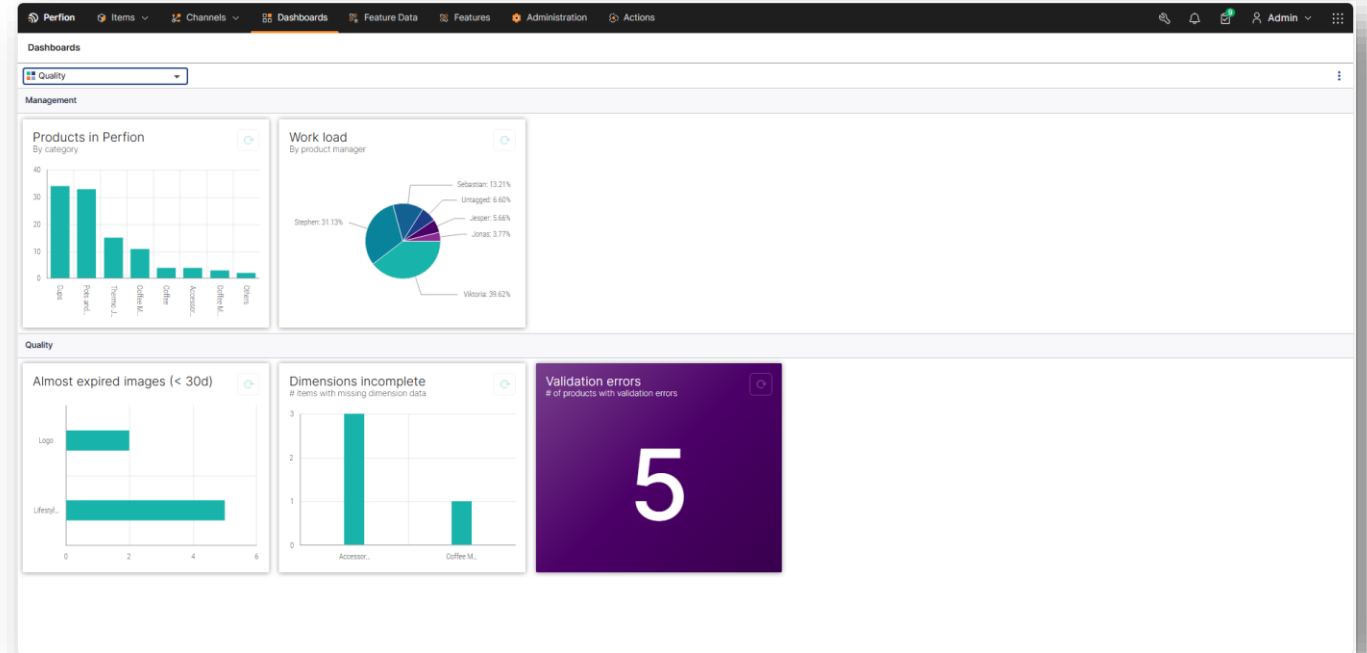 Perfion Items Channels Dashboards Feature Data Features Administration Actions 9 Admin
Dashboards
Quality
Management
Products in Perfion
By category
40
30
20
10
0
Cups
Pots and...
Thermo J...
Coffee M...
Coffee
Accessor...
Coffee M...
Others
Work load
By product manager
Sebastian: 13.21%
Untagged: 6.60%
Jesper: 5.66%
Jonas: 3.77%
Stephen: 31.13%
Viktoria: 39.62%
Quality
Almost expired images (< 30d)
Logo
Lifestyl...
0 2 4 6
Dimensions incomplete
# items with missing dimension data
3
2
1
0
Accessor... Coffee M...
Validation errors
# of products with validation errors
5